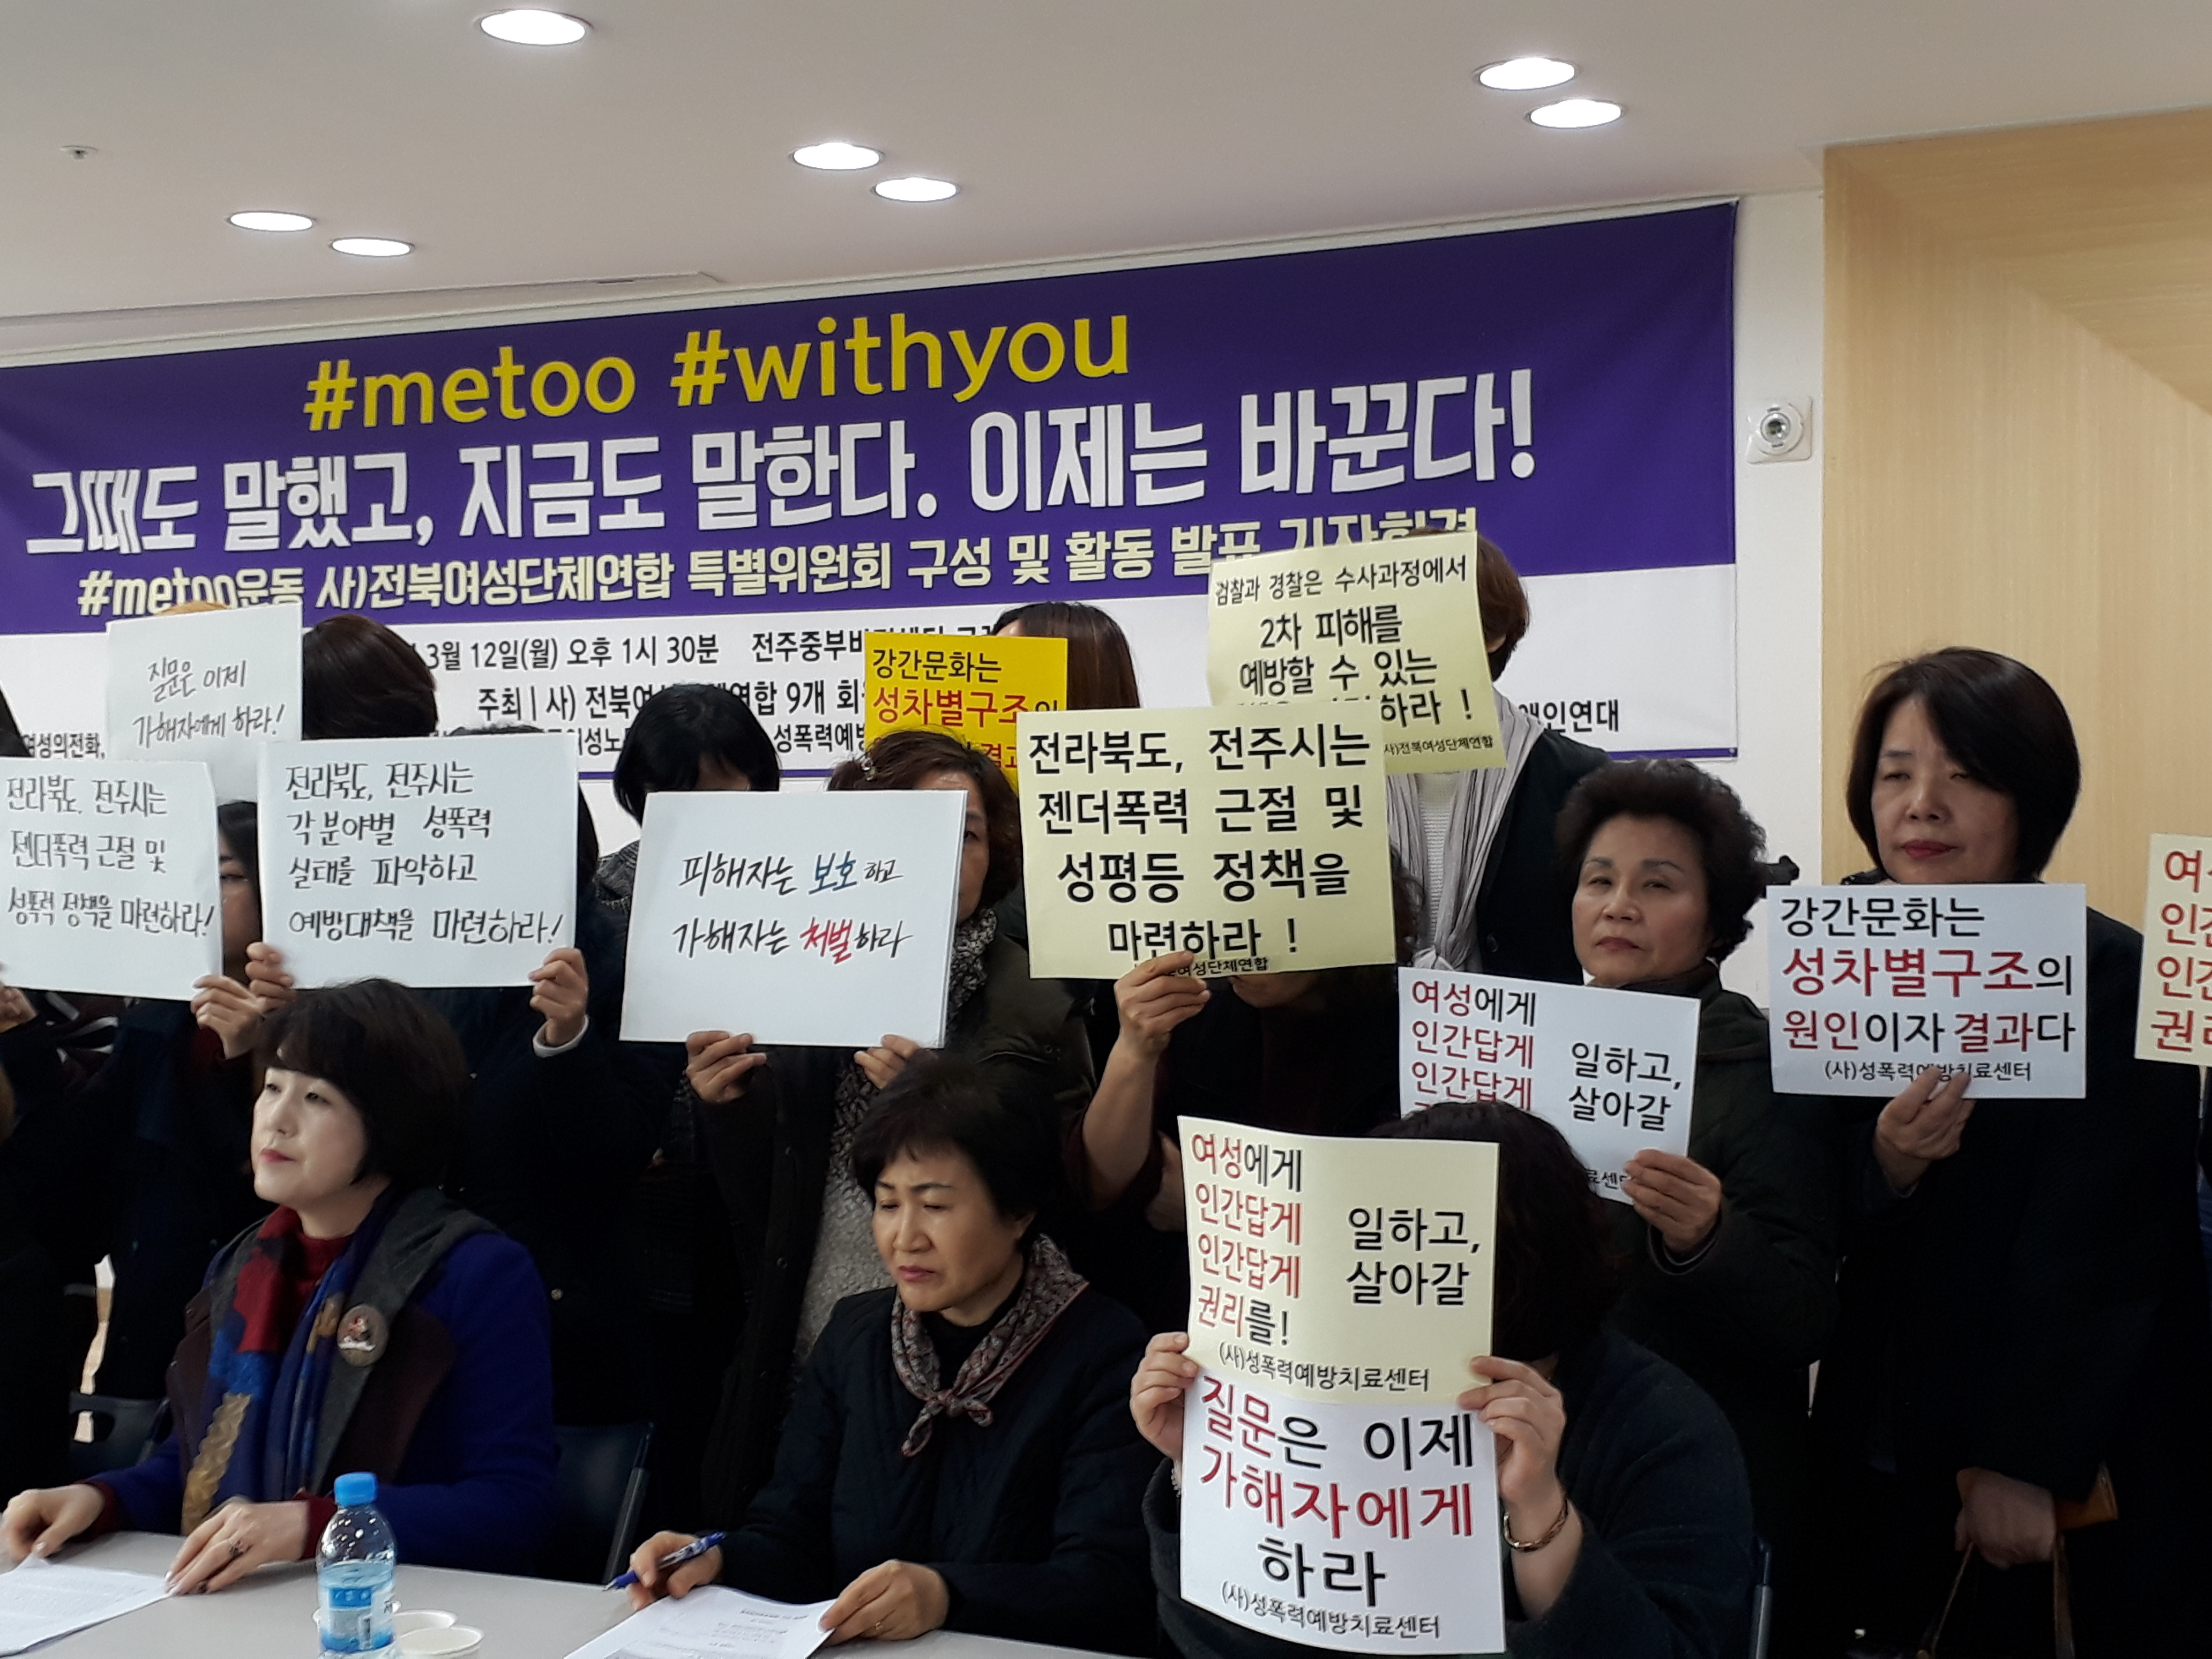 #metoo #withyou
그때도 말했고, 지금도 말한다. 이제는 바꾼다!
#metoo운동 사)전북여성단체연합 특별위원회 구성 및 활동 발표 기자회견
3월 12일(월) 오후 1시 30분 전주중부비전센터
주최 | 사) 전북여성단체연합 9개
여성의전화,
성폭력예방
질문은 이제
가해자에게 하라!
전라북도, 전주시는
젠더폭력 근절 및
성폭력 정책을 마련하라!
전라북도, 전주시는
각 분야별 성폭력
실태를 파악하고
예방대책을 마련하라!
피해자는 보호하고
가해자는 처벌하라
강간문화는
성차별구조의
검찰과 경찰은 수사과정에서
2차 피해를
예방할 수 있는
하라 !
(사)전북여성단체연합
전라북도, 전주시는
젠더폭력 근절 및
성평등 정책을
마련하라 !
여성단체연합
여성에게
인간답게 일하고,
인간답게 살아갈
강간문화는
성차별구조의
원인이자 결과다
(사)성폭력예방치료센터
여성에게
인간답게 일하고,
인간답게 살아갈
권리를!
(사)성폭력예방치료센터
질문은 이제
가해자에게
하라
(사)성폭력예방치료센터